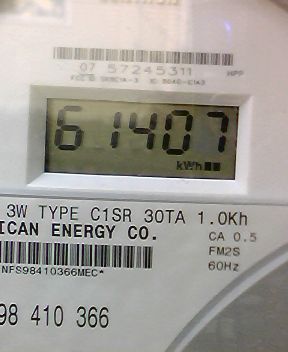 07 57245311 HPP
61407
kWh
3W TYPE C1SR 30TA 1.0Kh
ICAN ENERGY CO.
CA 0.5
FM2S
60Hz
NFS98410366MEC*
98 410 366